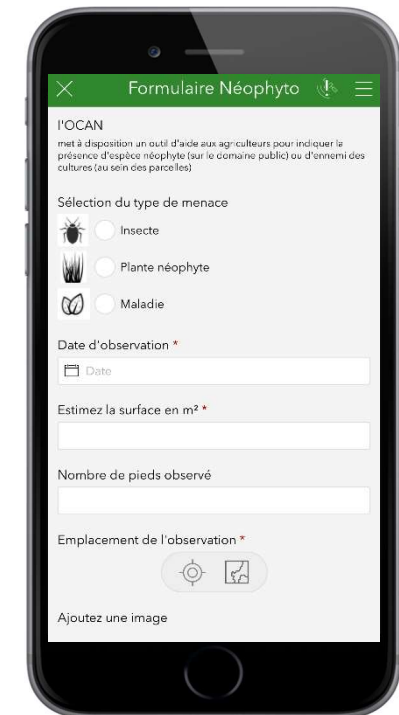 Formulaire Néophyto
l'OCAN
met à disposition un outil d'aide aux agriculteurs pour indiquer la
présence d'espèce néophyte (sur le domaine public) ou d'ennemi des
cultures (au sein des parcelles)
Sélection du type de menace
Insecte
Plante néophyte
Maladie
Date d'observation *
Date
Estimez la surface en m² *
Nombre de pieds observé
Emplacement de l'observation *
Ajoutez une image